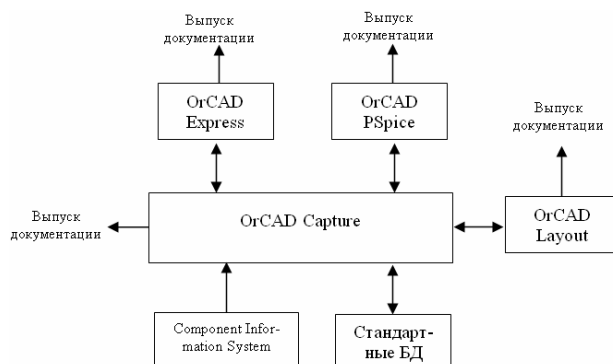 Выпуск
документации
Выпуск
документации
OrCAD
Express
OrCAD
PSpice
Выпуск
документации
Выпуск
документации
OrCAD Capture
OrCAD
Layout
Component Infor-
mation System
Стандарт-
ные БД